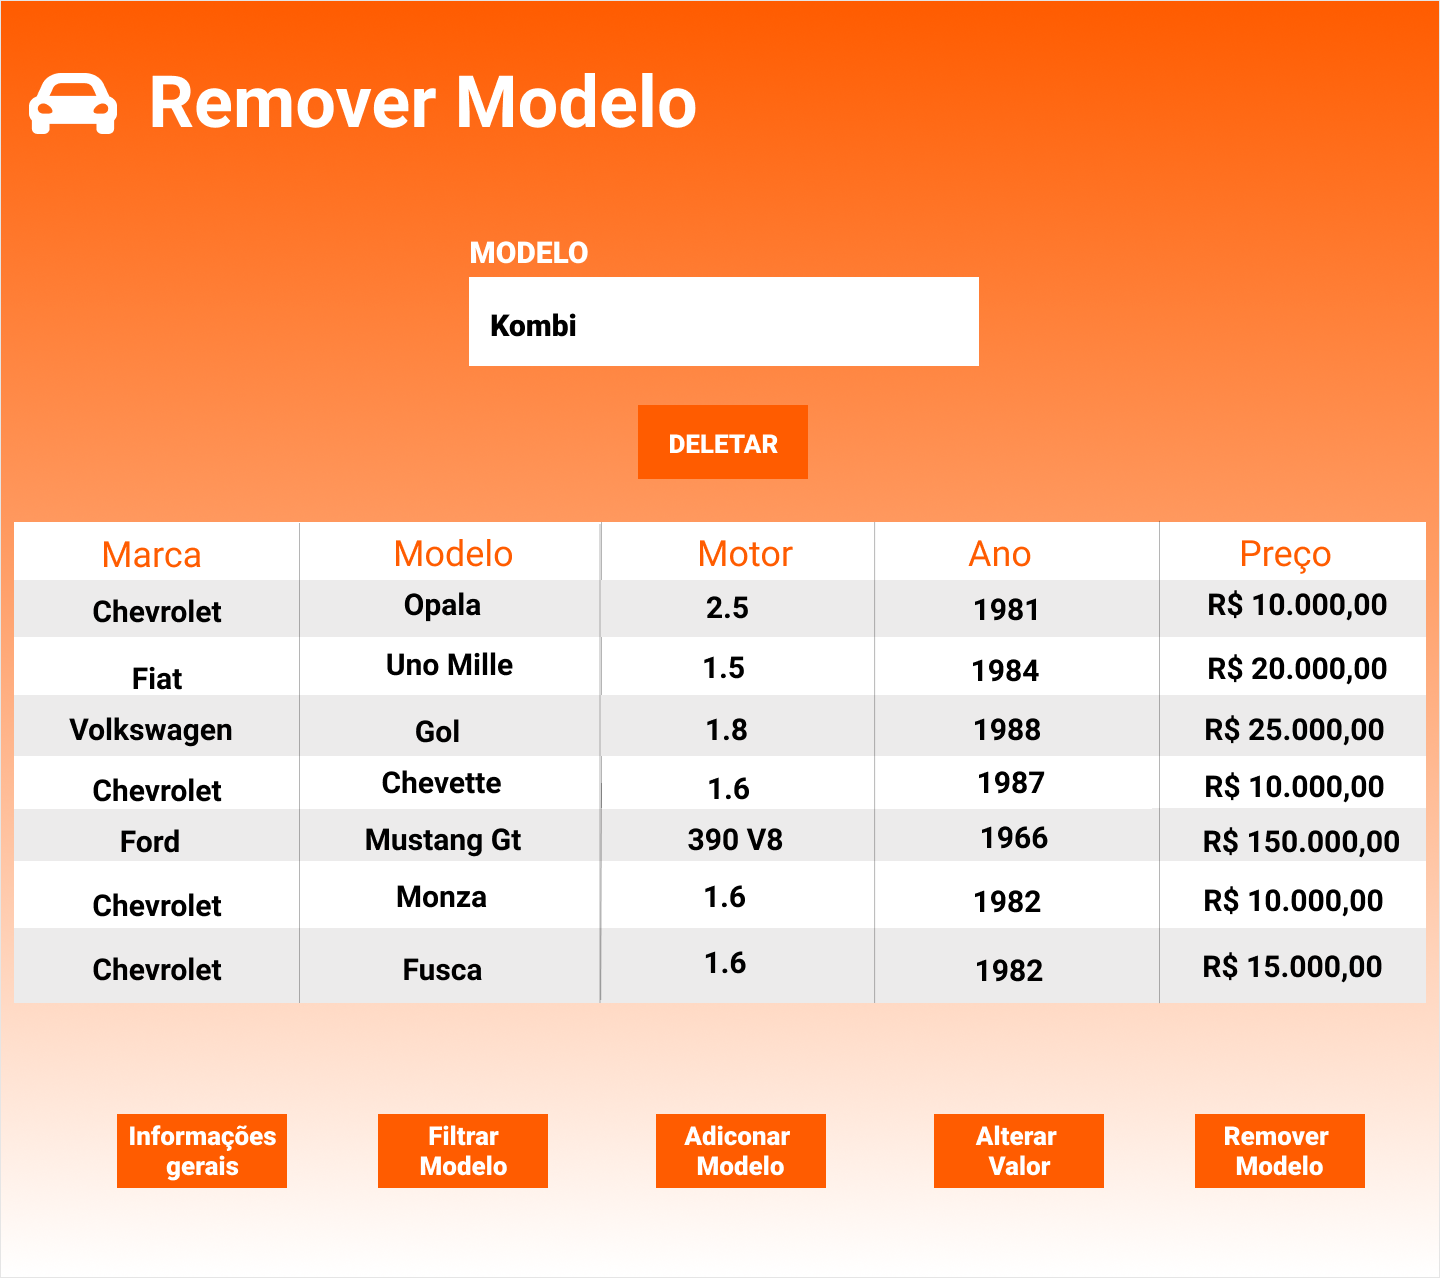 Remover Modelo
MODELO
Kombi
DELETAR
Marca Modelo Motor Ano Preço
Chevrolet Opala 2.5 1981 R$ 10.000,00
Fiat Uno Mille 1.5 1984 R$ 20.000,00
Volkswagen Gol 1.8 1988 R$ 25.000,00
Chevrolet Chevette 1.6 1987 R$ 10.000,00
Ford Mustang Gt 390 V8 1966 R$ 150.000,00
Chevrolet Monza 1.6 1982 R$ 10.000,00
Chevrolet Fusca 1.6 1982 R$ 15.000,00
Informações
gerais
Filtrar
Modelo
Adiconar
Modelo
Alterar
Valor
Remover
Modelo